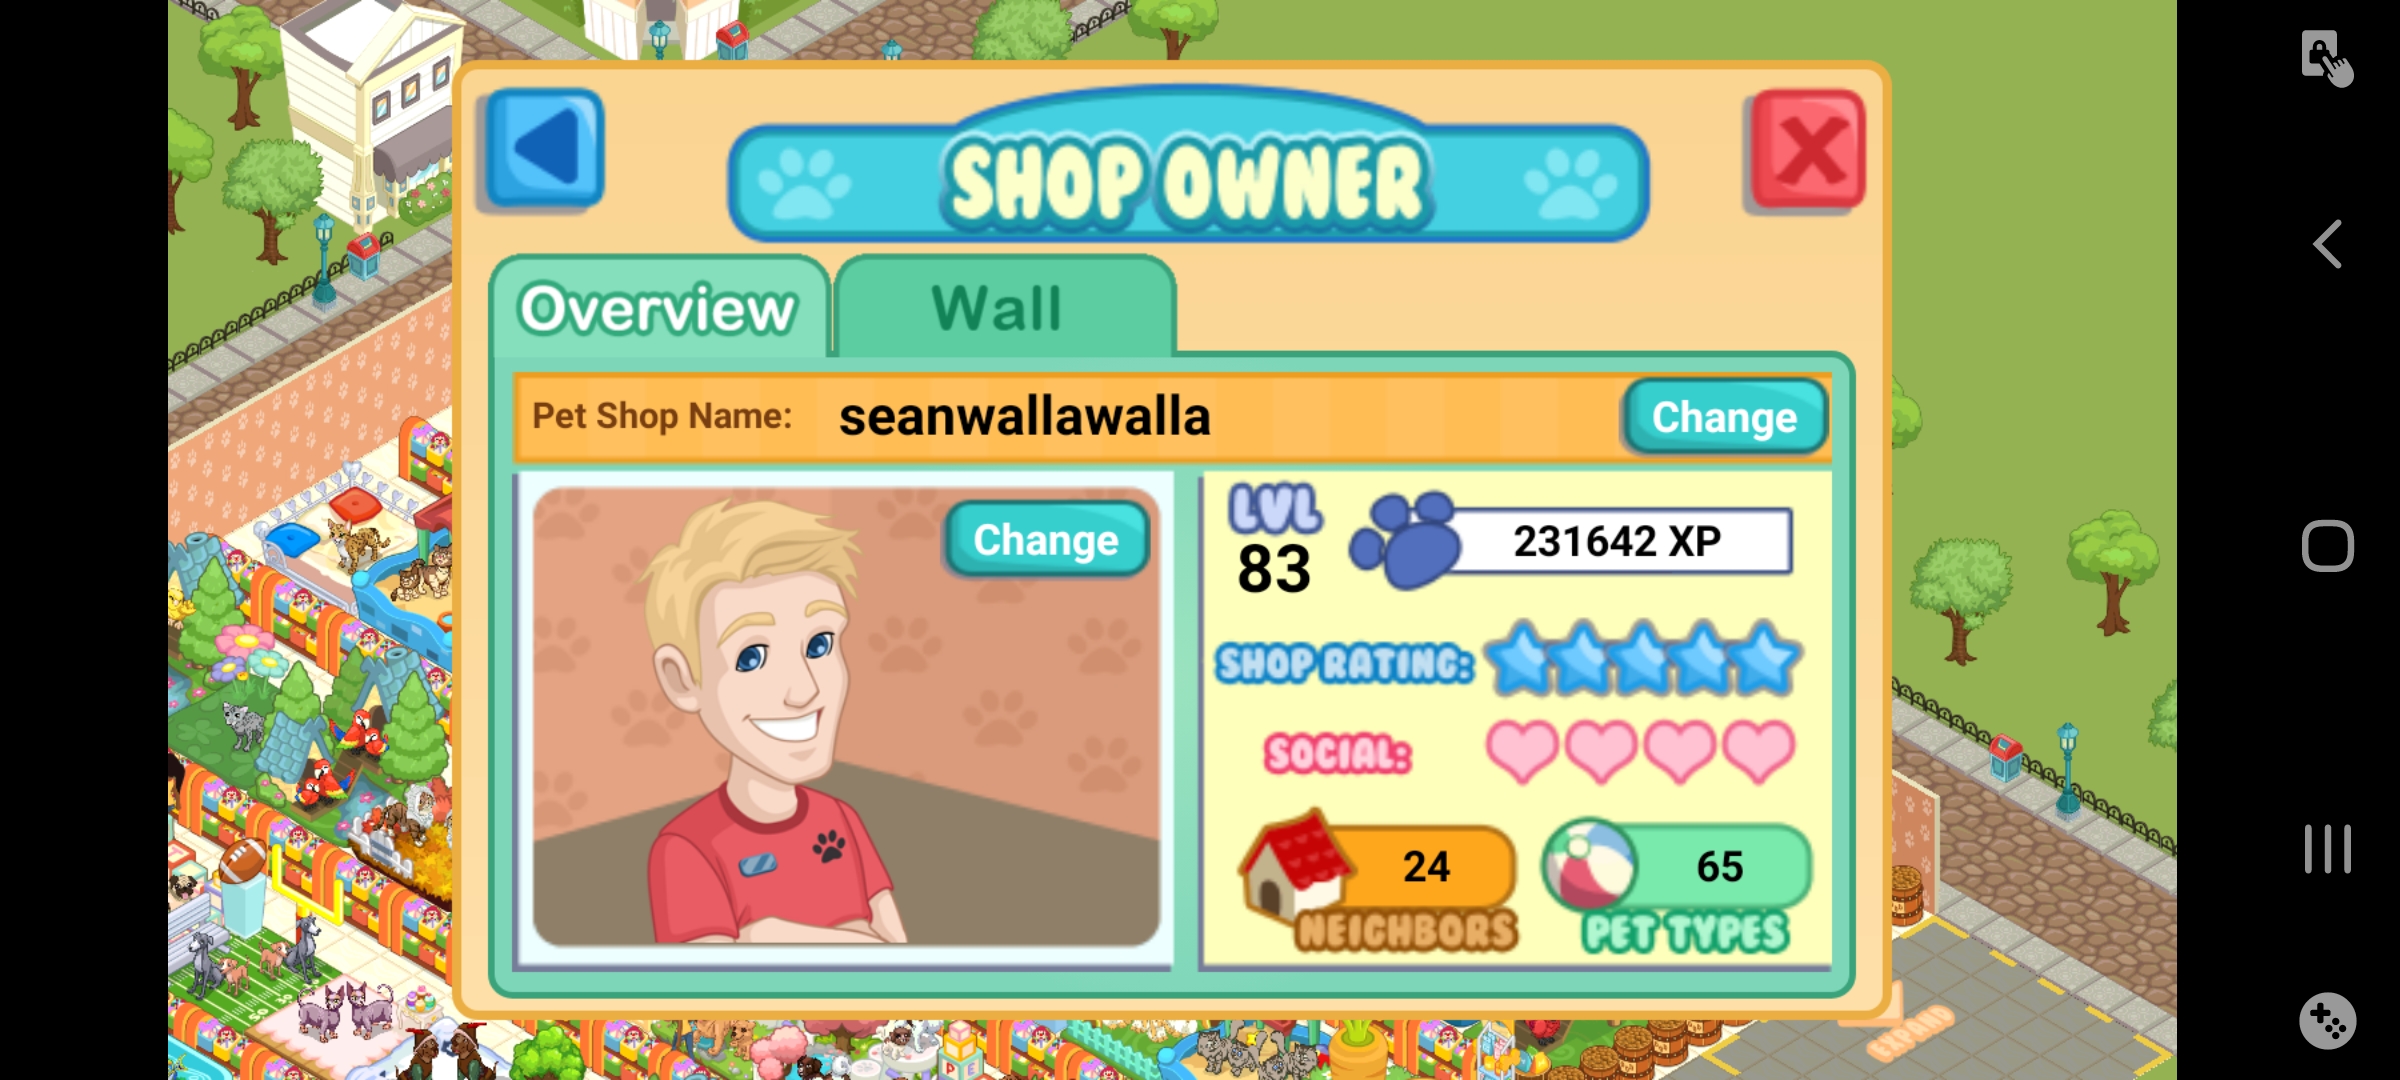 SHOP OWNER
Overview
Wall
Pet Shop Name: seanwallawalla
Change
Change
LVL
83
231642 XP
SHOP RATING:
SOCIAL:
24
NEIGHBORS
65
PET TYPES
EXPAND